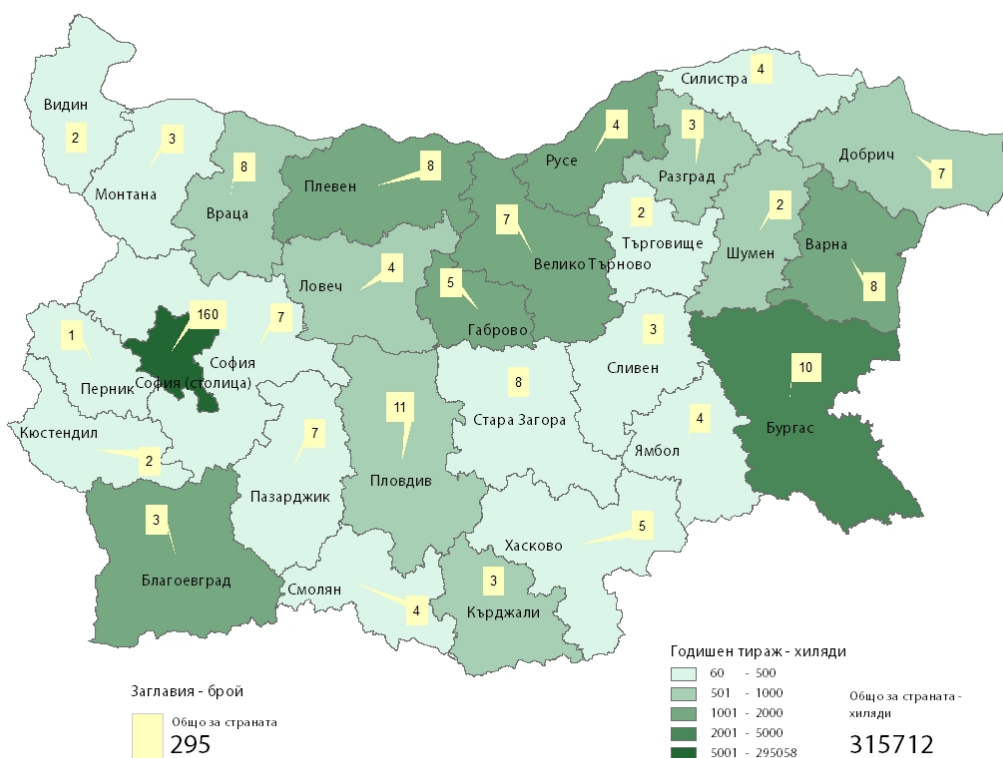 Силистра
4
Видин
2
3
Монтана
8
Враца
Плевен
8
Русе
4
3
Разград
Добрич
7
2
Търговище
2
Шумен
Варна
8
7
Велико Търново
Ловеч
4
5
Габрово
160
7
София
София (столица)
1
Перник
Кюстендил
2
3
Сливен
8
Стара Загора
10
Бургас
11
Пловдив
7
Пазарджик
4
Ямбол
3
Благоевград
5
Хасково
Смолян
4
3
Кърджали
Заглавия - брой
Общо за страната
295
Годишен тираж - хиляди
60 - 500
501 - 1000
1001 - 2000
2001 - 5000
5001 - 295058
Общо за страната -
хиляди
315712